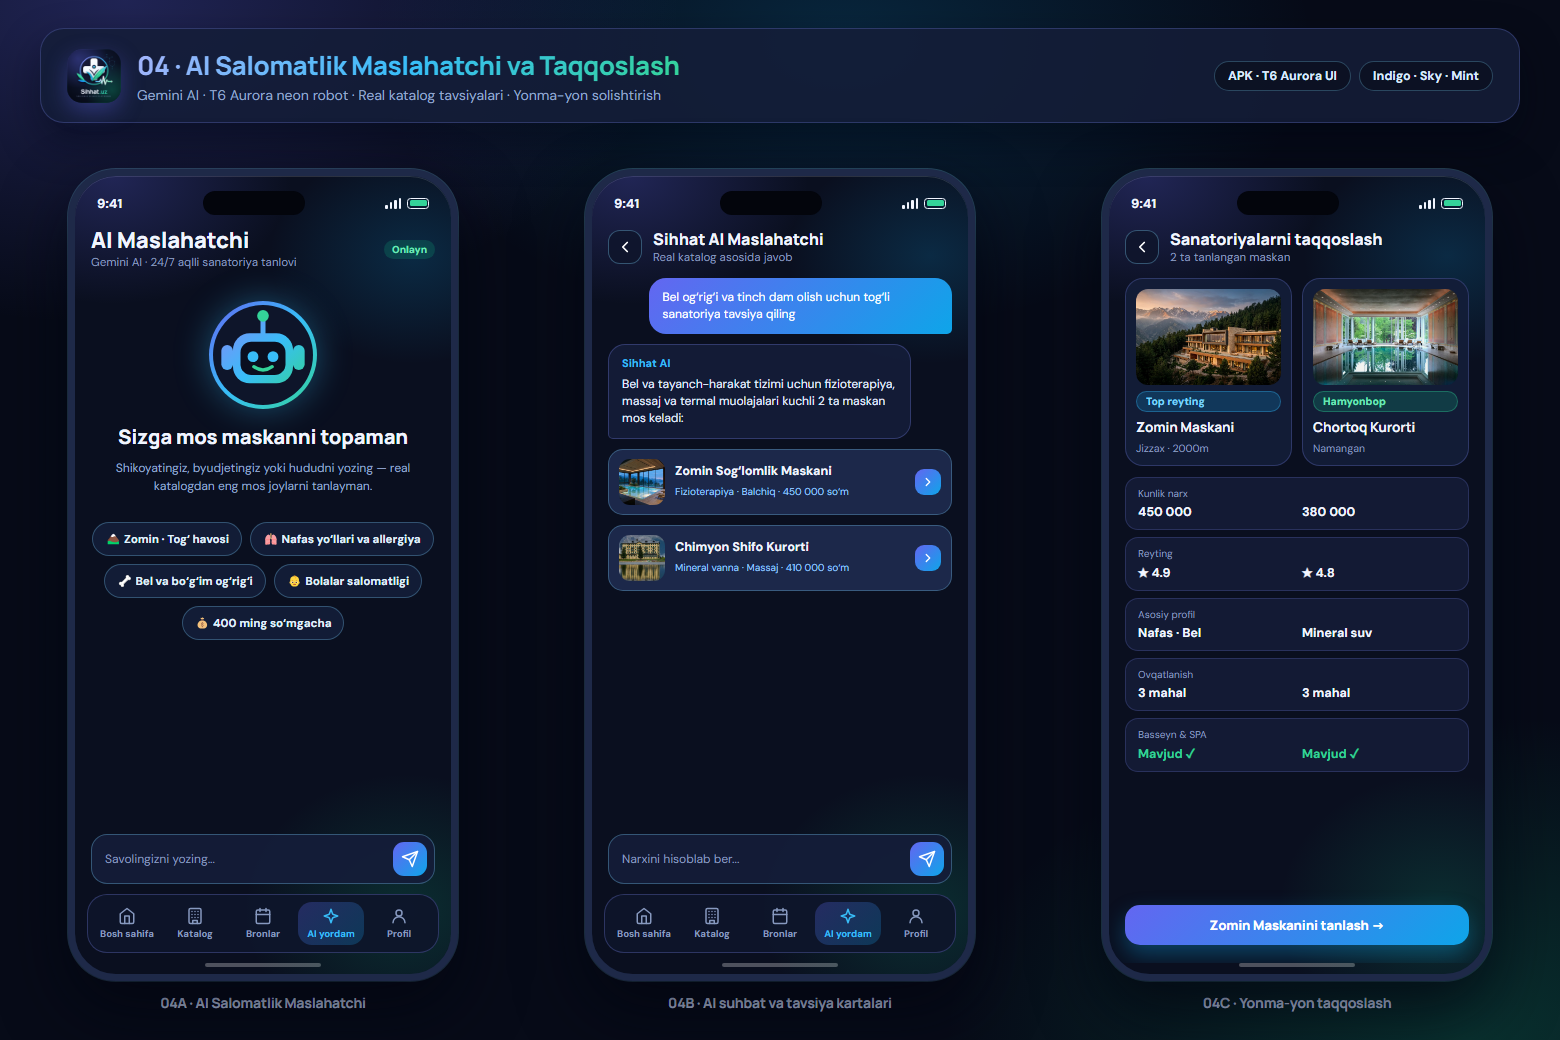 Sihhat.uz
04 · AI Salomatlik Maslahatchi va Taqqoslash
Gemini AI · T6 Aurora neon robot · Real katalog tavsiyalari · Yonma-yon solishtirish
APK · T6 Aurora UI
Indigo · Sky · Mint
9:41
AI Maslahatchi
Gemini AI · 24/7 aqlli sanatoriya tanlovi
Onlayn
Sizga mos maskanni topaman
Shikoyatingiz, byudjetingiz yoki hududni yozing — real
katalogdan eng mos joylarni tanlayman.
Zomin · Tog‘ havosi
Nafas yo‘llari va allergiya
Bel va bo‘g‘im og‘rig‘i
Bolalar salomatligi
400 ming so‘mgacha
Savolingizni yozing...
Bosh sahifa
Katalog
Bronlar
AI yordam
Profil
04A · AI Salomatlik Maslahatchi
9:41
Sihhat AI Maslahatchi
Real katalog asosida javob
Bel og‘rig‘i va tinch dam olish uchun tog‘li
sanatoriya tavsiya qiling
Sihhat AI
Bel va tayanch-harakat tizimi uchun fizioterapiya,
massaj va termal muolajalari kuchli 2 ta maskan
mos keladi:
Zomin Sog‘lomlik Maskani
Fizioterapiya · Balchiq · 450 000 so‘m
Chimyon Shifo Kurorti
Mineral vanna · Massaj · 410 000 so‘m
Narxini hisoblab ber...
Bosh sahifa
Katalog
Bronlar
AI yordam
Profil
04B · AI suhbat va tavsiya kartalari
9:41
Sanatoriyalarni taqqoslash
2 ta tanlangan maskan
Top reyting
Zomin Maskani
Jizzax · 2000m
Hamyonbop
Chortoq Kurorti
Namangan
Kunlik narx
450 000 380 000
Reyting
★ 4.9 ★ 4.8
Asosiy profil
Nafas · Bel Mineral suv
Ovqatlanish
3 mahal 3 mahal
Basseyn & SPA
Mavjud ✓ Mavjud ✓
Zomin Maskanini tanlash →
04C · Yonma-yon taqqoslash